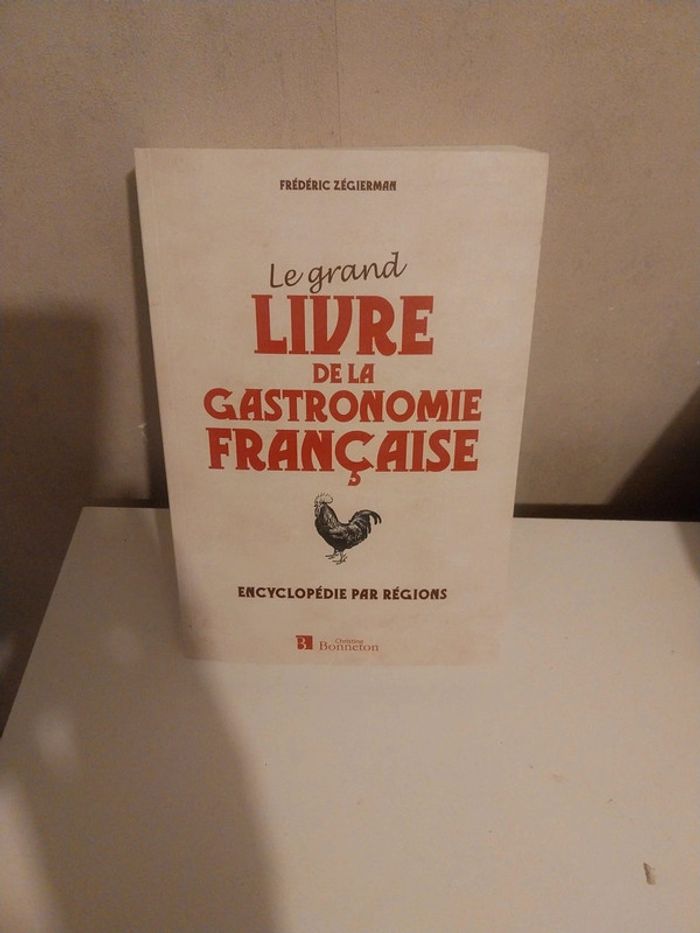 FRÉDÉRIC ZÉGIERMAN
Le grand
LIVRE
DE LA
GASTRONOMIE
FRANÇAISE
ENCYCLOPÉDIE PAR RÉGIONS
B
Christine
Bonneton